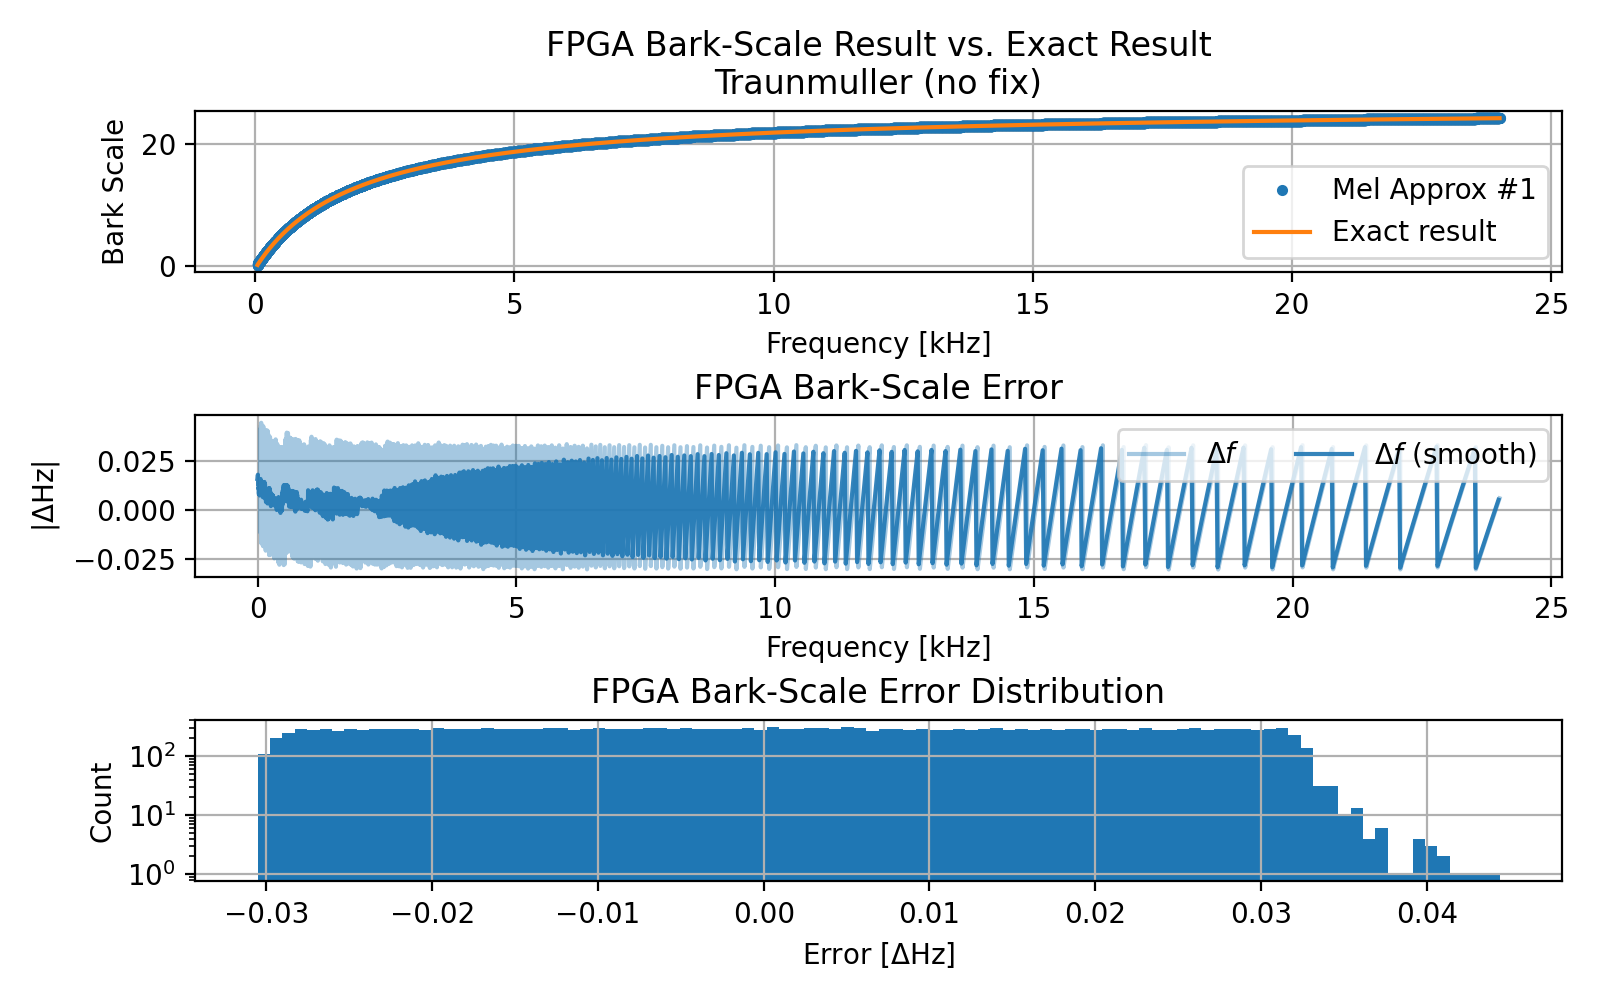 FPGA Bark-Scale Result vs. Exact Result
Traunmuller (no fix)
Bark Scale
20
0
Mel Approx #1
Exact result
0 5 10 15 20 25
Frequency [kHz]
FPGA Bark-Scale Error
|ΔHz|
0.025
0.000
−0.025
Δf Δf (smooth)
0 5 10 15 20 25
Frequency [kHz]
FPGA Bark-Scale Error Distribution
Count
10²
10¹
10⁰
−0.03 −0.02 −0.01 0.00 0.01 0.02 0.03 0.04
Error [ΔHz]